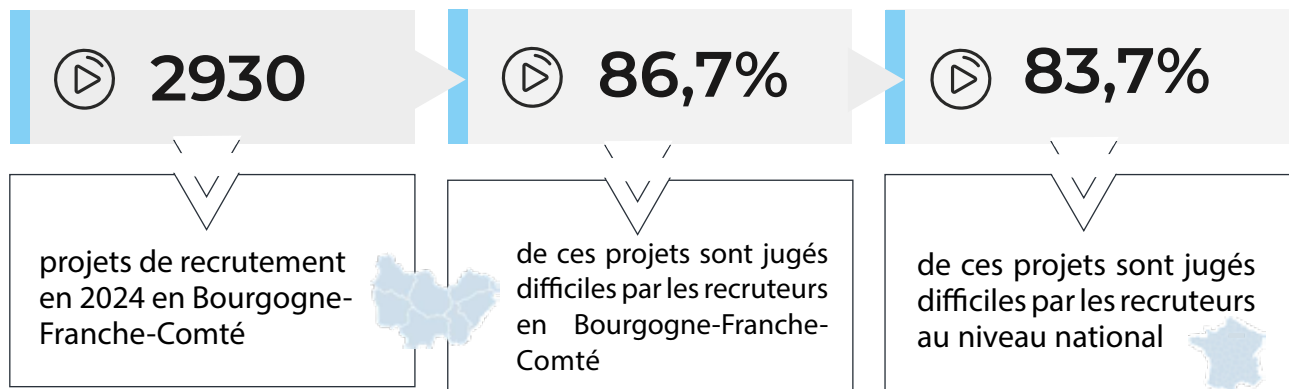 2930
projets de recrutement
en 2024 en Bourgogne-
Franche-Comté
86,7%
de ces projets sont jugés
difficiles par les recruteurs
en Bourgogne-Franche-
Comté
83,7%
de ces projets sont jugés
difficiles par les recruteurs
au niveau national